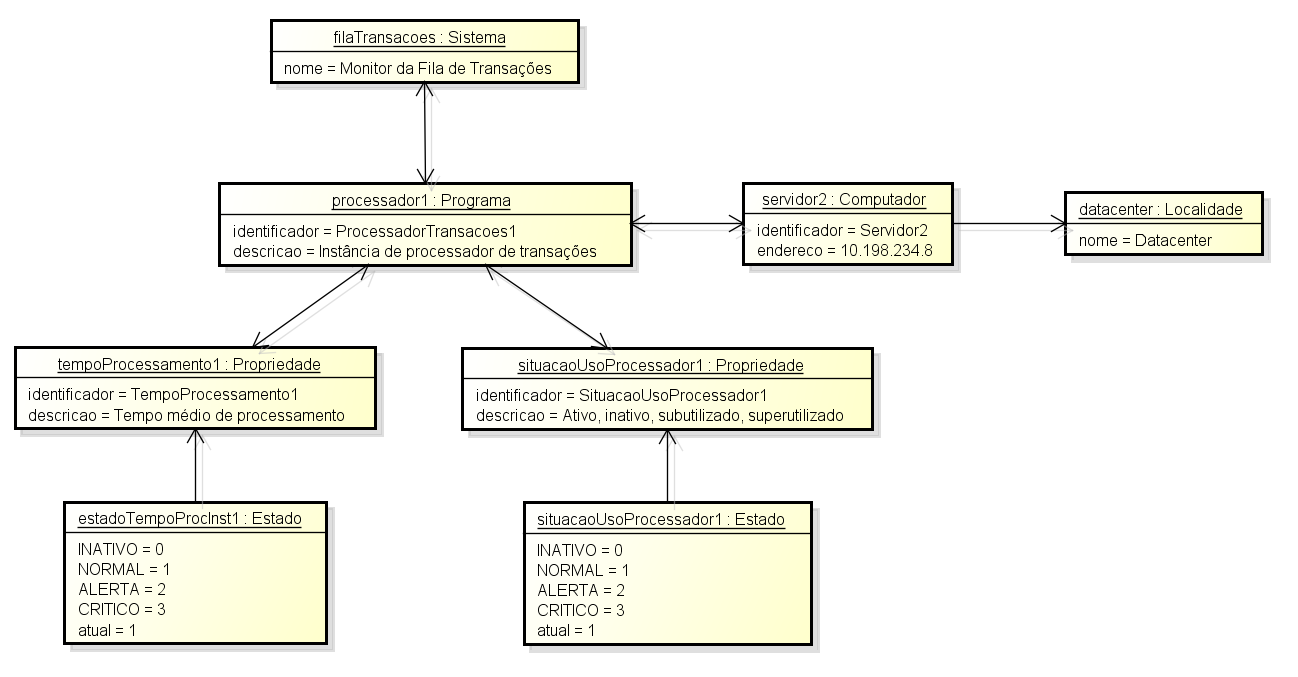 filaTransacoes : Sistema
nome = Monitor da Fila de Transações
processador1 : Programa
identificador = ProcessadorTransacoes1
descricao = Instância de processador de transações
servidor2 : Computador
identificador = Servidor2
endereco = 10.198.234.8
datacenter : Localidade
nome = Datacenter
tempoProcessamento1 : Propriedade
identificador = TempoProcessamento1
descricao = Tempo médio de processamento
situacaoUsoProcessador1 : Propriedade
identificador = SituacaoUsoProcessador1
descricao = Ativo, inativo, subutilizado, superutilizado
estadoTempoProcInst1 : Estado
INATIVO = 0
NORMAL = 1
ALERTA = 2
CRITICO = 3
atual = 1
situacaoUsoProcessador1 : Estado
INATIVO = 0
NORMAL = 1
ALERTA = 2
CRITICO = 3
atual = 1